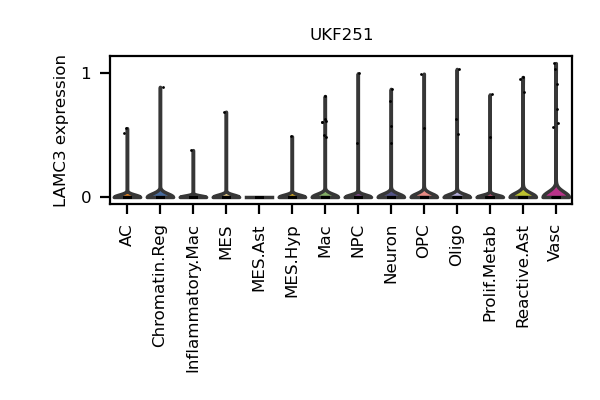 UKF251
LAMC3 expression
1
0
AC
Chromatin.Reg
Inflammatory.Mac
MES
MES.Ast
MES.Hyp
Mac
NPC
Neuron
OPC
Oligo
Prolif.Metab
Reactive.Ast
Vasc